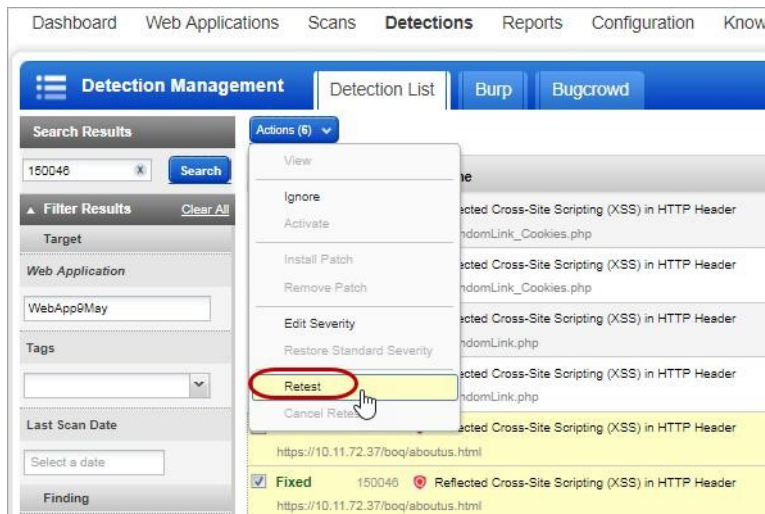 Dashboard Web Applications Scans Detections Reports Configuration Know
Detection Management Detection List Burp Bugcrowd
Search Results
Actions (6)
150046 Search
View
Ignore
Activate
Install Patch
Remove Patch
Edit Severity
Restore Standard Severity
Retest
Cancel Retest
Filter Results Clear All
Target
Web Application
WebApp9May
Tags
Last Scan Date
Select a date
Finding
ected Cross-Site Scripting (XSS) in HTTP Header
ndomLink_Cookies.php
ected Cross-Site Scripting (XSS) in HTTP Header
ndomLink_Cookies.php
ected Cross-Site Scripting (XSS) in HTTP Header
ndomLink.php
ected Cross-Site Scripting (XSS) in HTTP Header
ndomLink.php
ected Cross-Site Scripting (XSS) in HTTP Header
https://10.11.72.37/boq/aboutus.html
Fixed 150046 Reflected Cross-Site Scripting (XSS) in HTTP Header
https://10.11.72.37/boq/aboutus.html